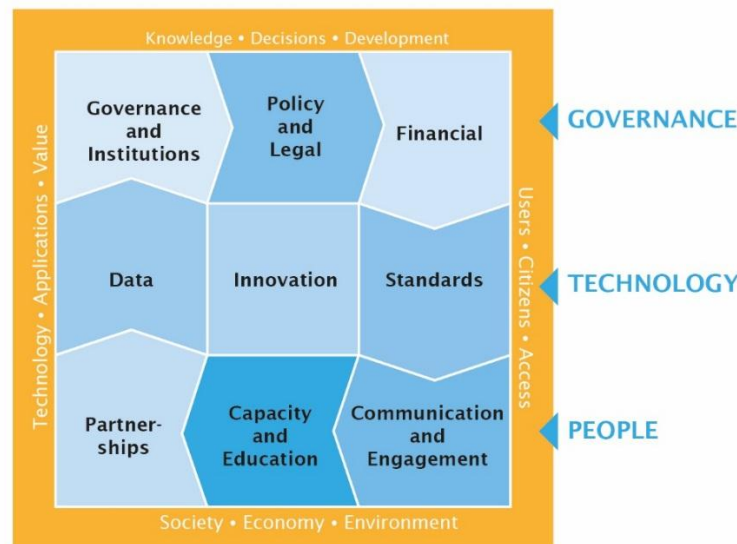 Knowledge • Decisions • Development
Governance
and
Institutions
Policy
and
Legal
Financial
GOVERNANCE
Technology • Applications • Value
Users • Citizens • Access
Data
Innovation
Standards
TECHNOLOGY
Partner-
ships
Capacity
and
Education
Communication
and
Engagement
PEOPLE
Society • Economy • Environment